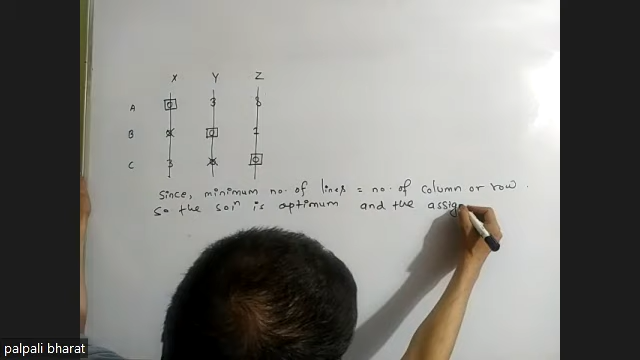 X Y Z
A 0 3 8
B 0 0 1
C 3 0 0
Since, minimum no. of lines = no. of column or row.
so the soln is optimum and the assig
palpali bharat